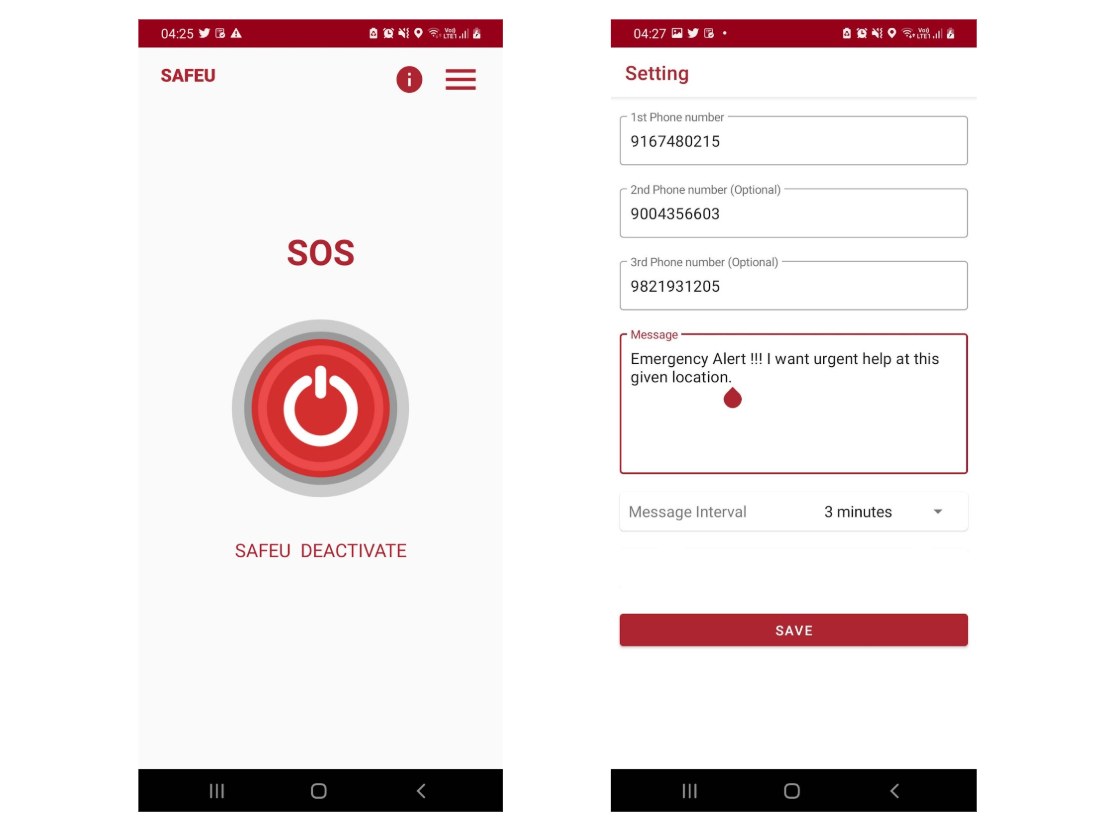 04:25
SAFEU
SOS
SAFEU DEACTIVATE
04:27
Setting
1st Phone number
9167480215
2nd Phone number (Optional)
9004356603
3rd Phone number (Optional)
9821931205
Message
Emergency Alert !!! I want urgent help at this
given location.
Message Interval 3 minutes
SAVE